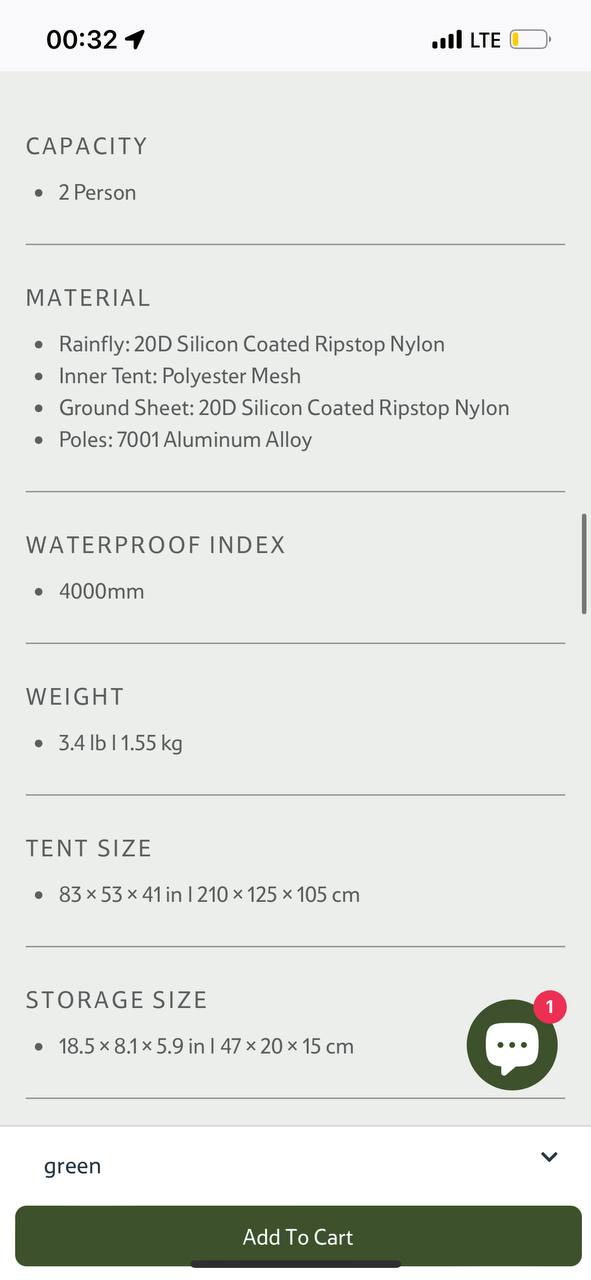 00:32
LTE
CAPACITY
• 2 Person
MATERIAL
• Rainfly: 20D Silicon Coated Ripstop Nylon
• Inner Tent: Polyester Mesh
• Ground Sheet: 20D Silicon Coated Ripstop Nylon
• Poles: 7001 Aluminum Alloy
WATERPROOF INDEX
• 4000mm
WEIGHT
• 3.4 lb l 1.55 kg
TENT SIZE
• 83 × 53 × 41 in l 210 × 125 × 105 cm
STORAGE SIZE
• 18.5 × 8.1 × 5.9 in l 47 × 20 × 15 cm
1
green
Add To Cart